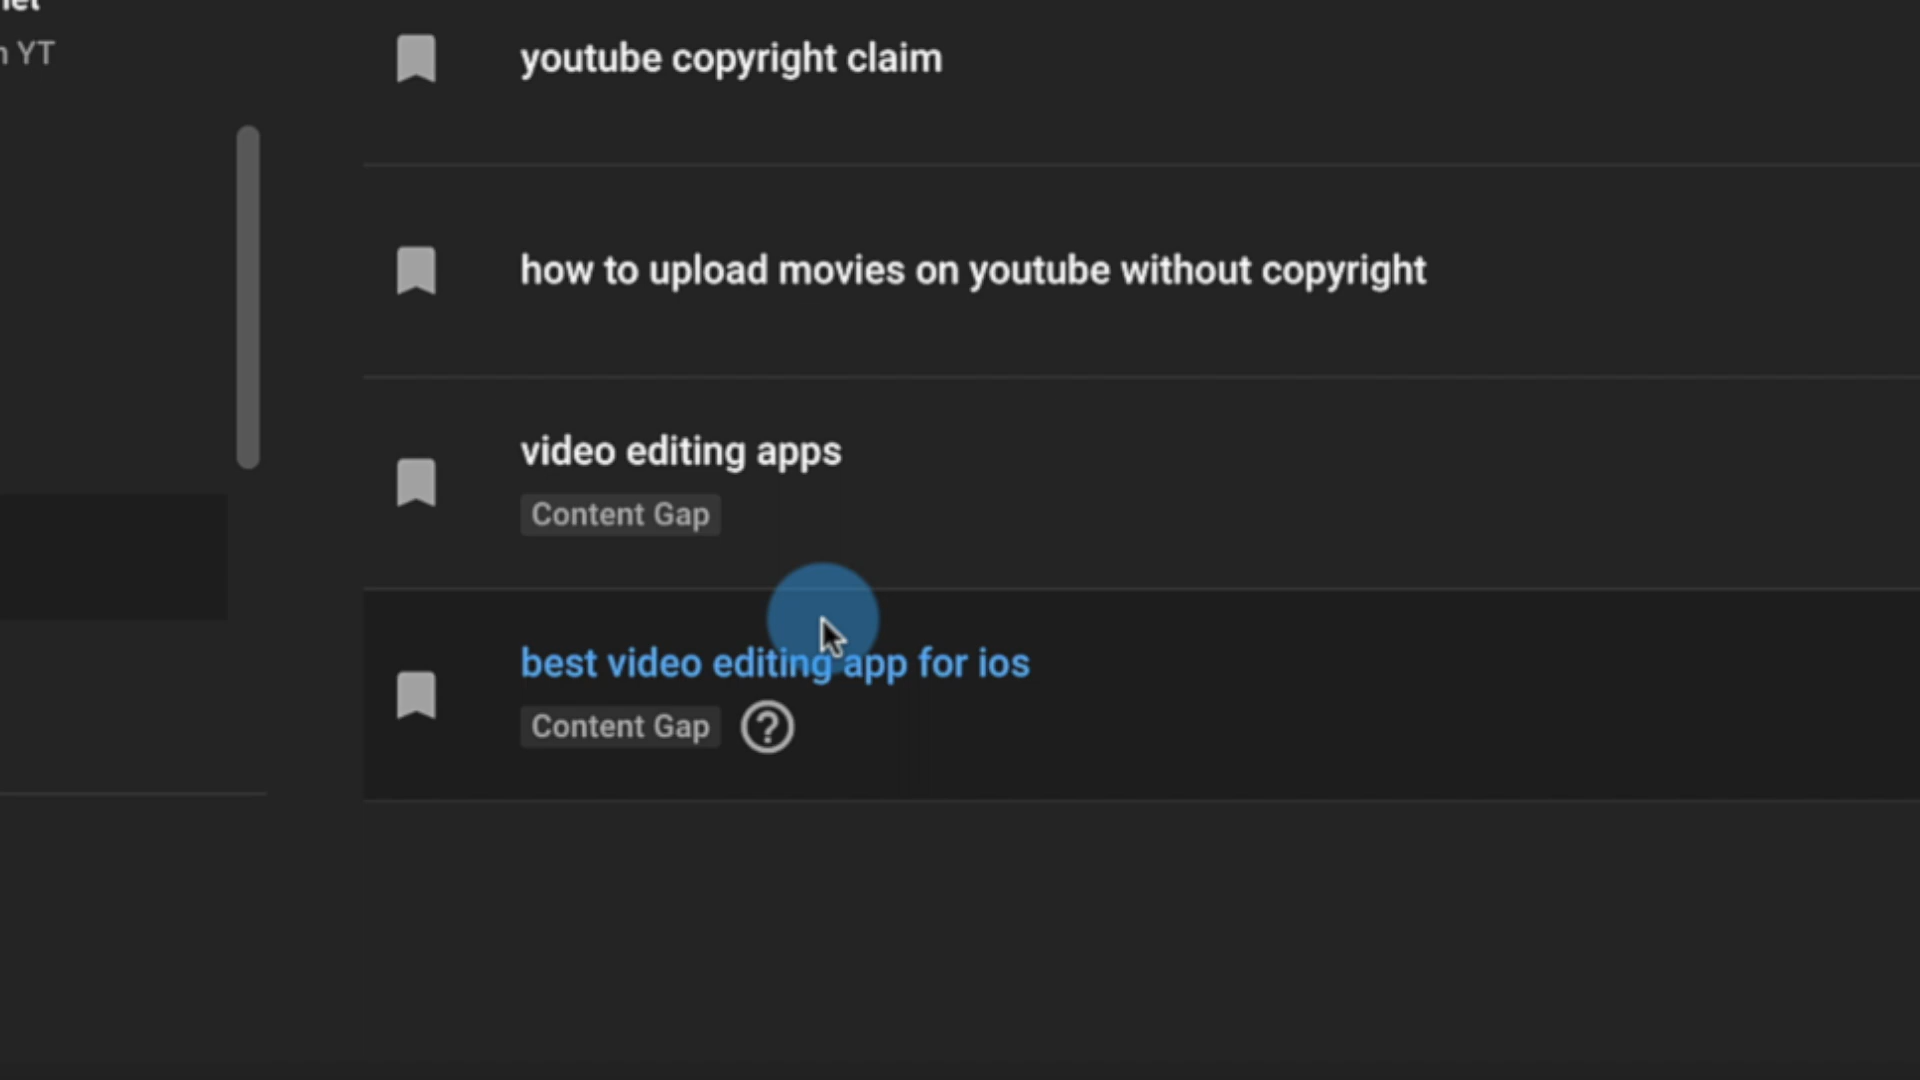 YT
youtube copyright claim
how to upload movies on youtube without copyright
video editing apps
Content Gap
best video editing app for ios
Content Gap